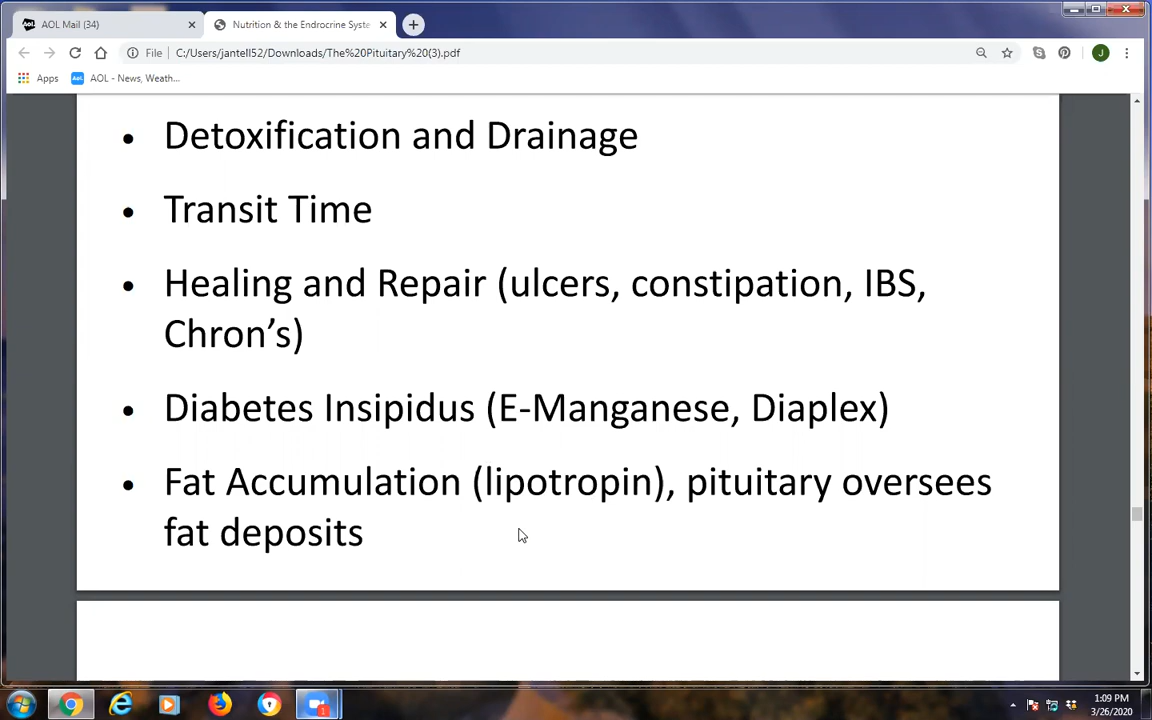 AOL Mail (34)
Nutrition & the Endocrine Syste
File
C:/Users/jantell52/Downloads/The%20Pituitary%20(3).pdf
J
Apps
AOL - News, Weath...
• Detoxification and Drainage
• Transit Time
• Healing and Repair (ulcers, constipation, IBS,
Chron’s)
• Diabetes Insipidus (E-Manganese, Diaplex)
• Fat Accumulation (lipotropin), pituitary oversees
fat deposits
1:09 PM
3/26/2020